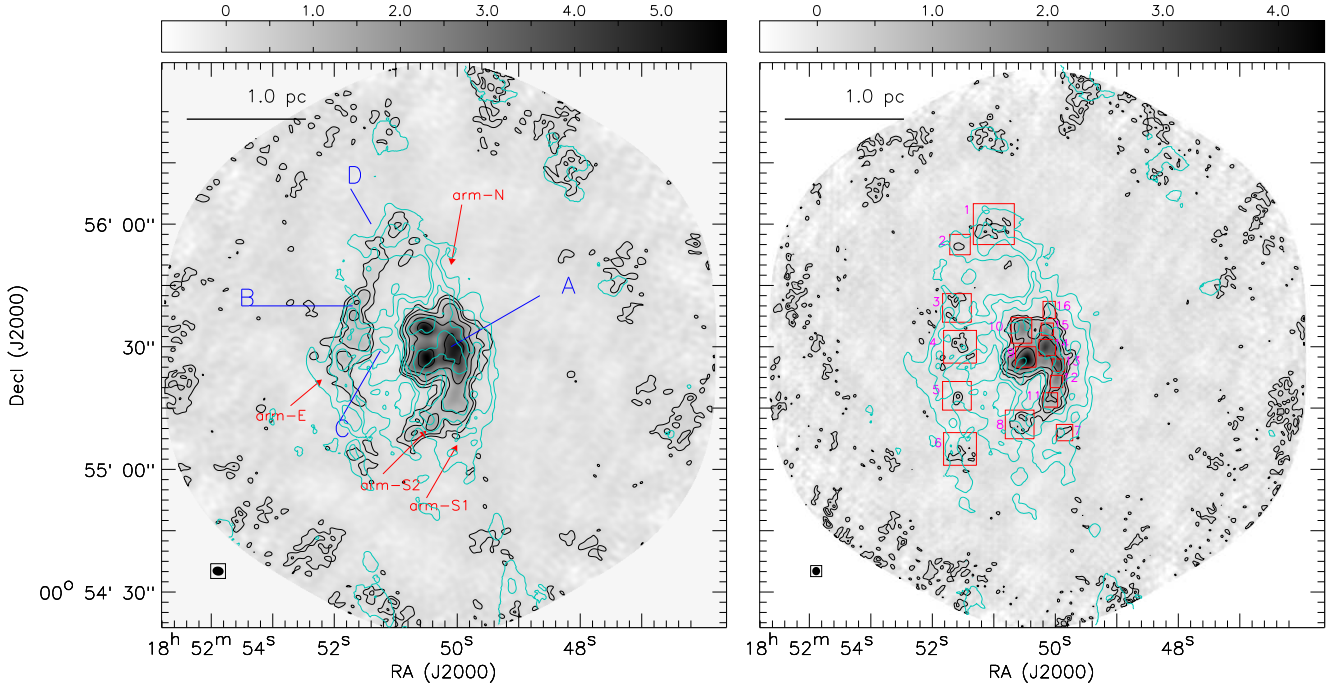 0 1.0 2.0 3.0 4.0 5.0
0 1.0 2.0 3.0 4.0
1.0 pc
1.0 pc
D
arm-N
56' 00"
1
2
A
B
3
16
10
15
30"
4
arm-E
C
5
11
8
7
6
55' 00"
arm-S2
arm-S1
00° 54' 30"
Decl (J2000)
18ʰ 52ᵐ 54ˢ 52ˢ 50ˢ 48ˢ
18ʰ 52ᵐ 54ˢ 52ˢ 50ˢ 48ˢ
RA (J2000)
RA (J2000)